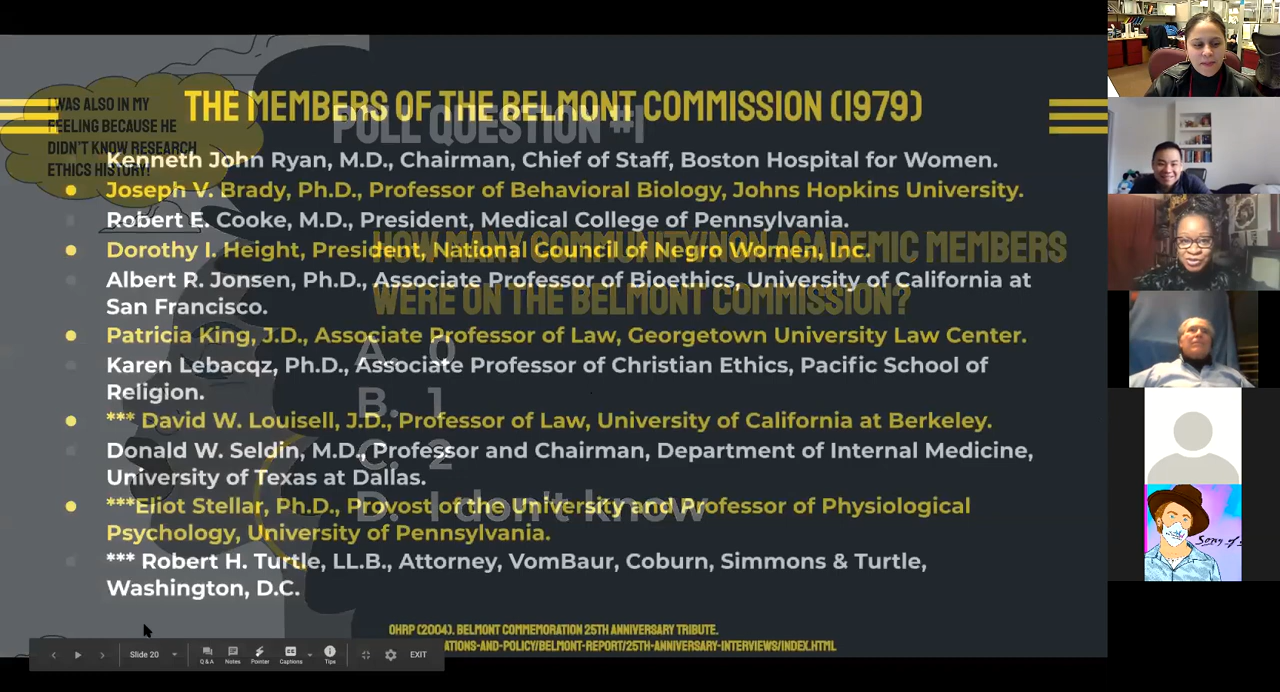 I WAS ALSO IN MY
FEELING BECAUSE HE
DIDN'T KNOW RESEARCH
ETHICS HISTORY!
THE MEMBERS OF THE BELMONT COMMISSION (1979)
POLL QUESTION #1
Kenneth John Ryan, M.D., Chairman, Chief of Staff, Boston Hospital for Women.
Joseph V. Brady, Ph.D., Professor of Behavioral Biology, Johns Hopkins University.
Robert E. Cooke, M.D., President, Medical College of Pennsylvania.
Dorothy I. Height, President, National Council of Negro Women, Inc.
HOW MANY COMMUNITY/NON ACADEMIC MEMBERS
WERE ON THE BELMONT COMMISSION?
Albert R. Jonsen, Ph.D., Associate Professor of Bioethics, University of California at
San Francisco.
Patricia King, J.D., Associate Professor of Law, Georgetown University Law Center.
A. 0
Karen Lebacqz, Ph.D., Associate Professor of Christian Ethics, Pacific School of
Religion.
B. 1
*** David W. Louisell, J.D., Professor of Law, University of California at Berkeley.
Donald W. Seldin, M.D., Professor and Chairman, Department of Internal Medicine,
University of Texas at Dallas.
C. 2
***Eliot Stellar, Ph.D., Provost of the University and Professor of Physiological
Psychology, University of Pennsylvania.
D. I don't know
*** Robert H. Turtle, LL.B., Attorney, VomBaur, Coburn, Simmons & Turtle,
Washington, D.C.
OHRP (2004). BELMONT COMMEMORATION 25TH ANNIVERSARY TRIBUTE.
ATIONS-AND-POLICY/BELMONT-REPORT/25TH-ANNIVERSARY-INTERVIEWS/INDEX.HTML
Slide 20
Q & A
Notes
Pointer
Captions
Tips
EXIT